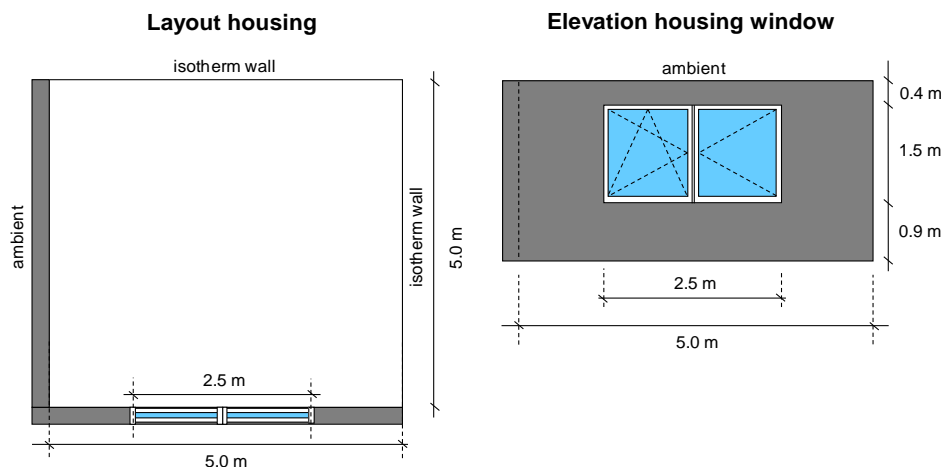 Layout housing
isotherm wall
ambient
isotherm wall
5.0 m
2.5 m
5.0 m
Elevation housing window
ambient
0.4 m
1.5 m
0.9 m
2.5 m
5.0 m